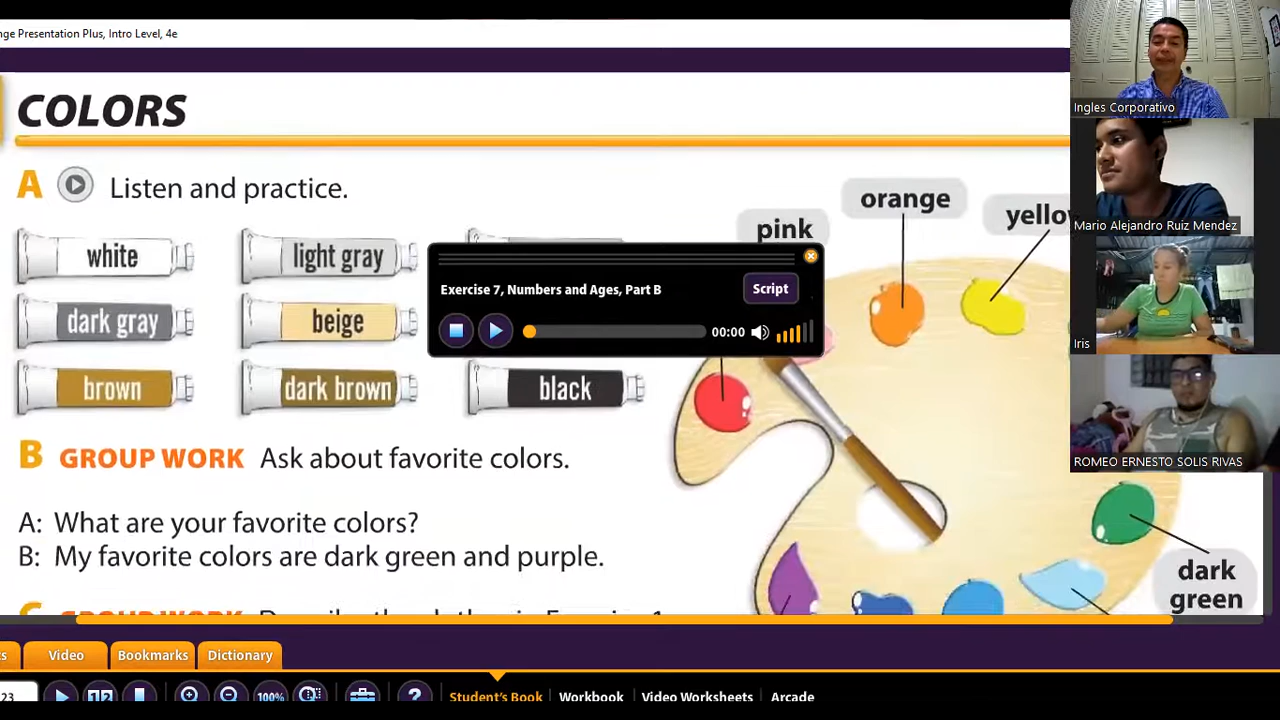 nge Presentation Plus, Intro Level, 4e
COLORS
A Listen and practice.
white
light gray
dark gray
beige
brown
dark brown
black
pink
orange
yellow
Exercise 7, Numbers and Ages, Part B
Script
00:00
B GROUP WORK Ask about favorite colors.
A: What are your favorite colors?
B: My favorite colors are dark green and purple.
dark
green
Ingles Corporativo
Mario Alejandro Ruiz Mendez
Iris
ROMEO ERNESTO SOLIS RIVAS
Video
Bookmarks
Dictionary
23
100%
?
Student's Book
Workbook
Video Worksheets
Arcade